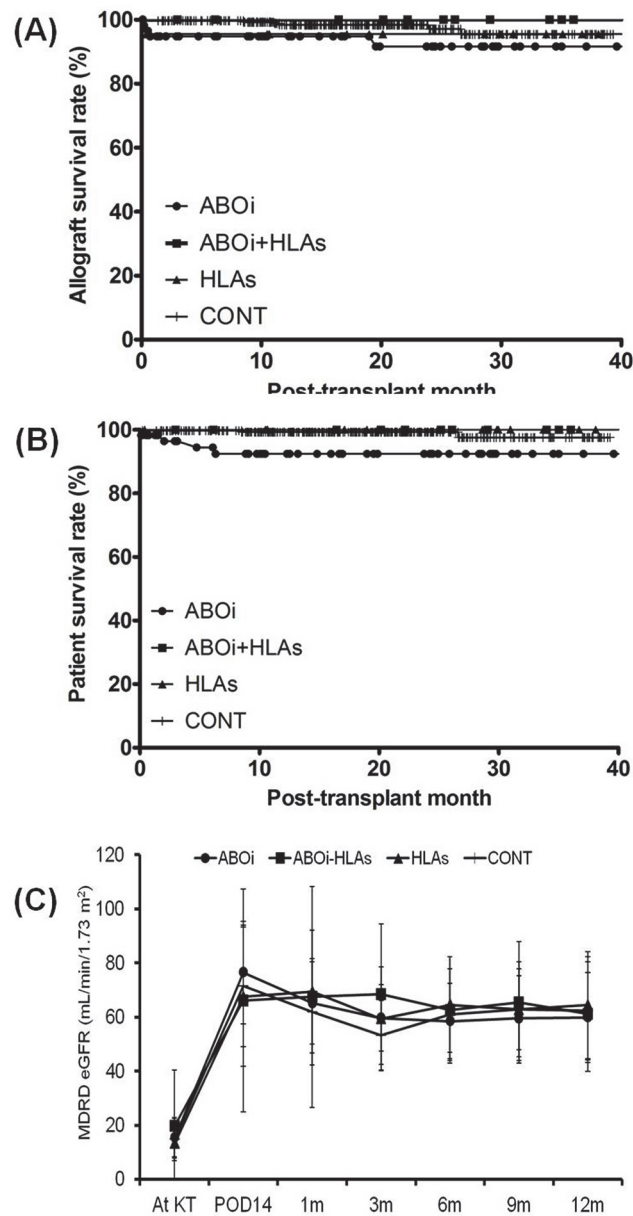 (A)
Allograft survival rate (%)
100
80
60
40
20
0
ABOi
ABOi+HLAs
HLAs
CONT
0 10 20 30 40
Post-transplant month
(B)
Patient survival rate (%)
100
80
60
40
20
0
ABOi
ABOi+HLAs
HLAs
CONT
0 10 20 30 40
Post-transplant month
(C)
MDRD eGFR (mL/min/1.73 m²)
120
100
80
60
40
20
0
ABOi ABOi-HLAs HLAs CONT
At KT POD14 1m 3m 6m 9m 12m